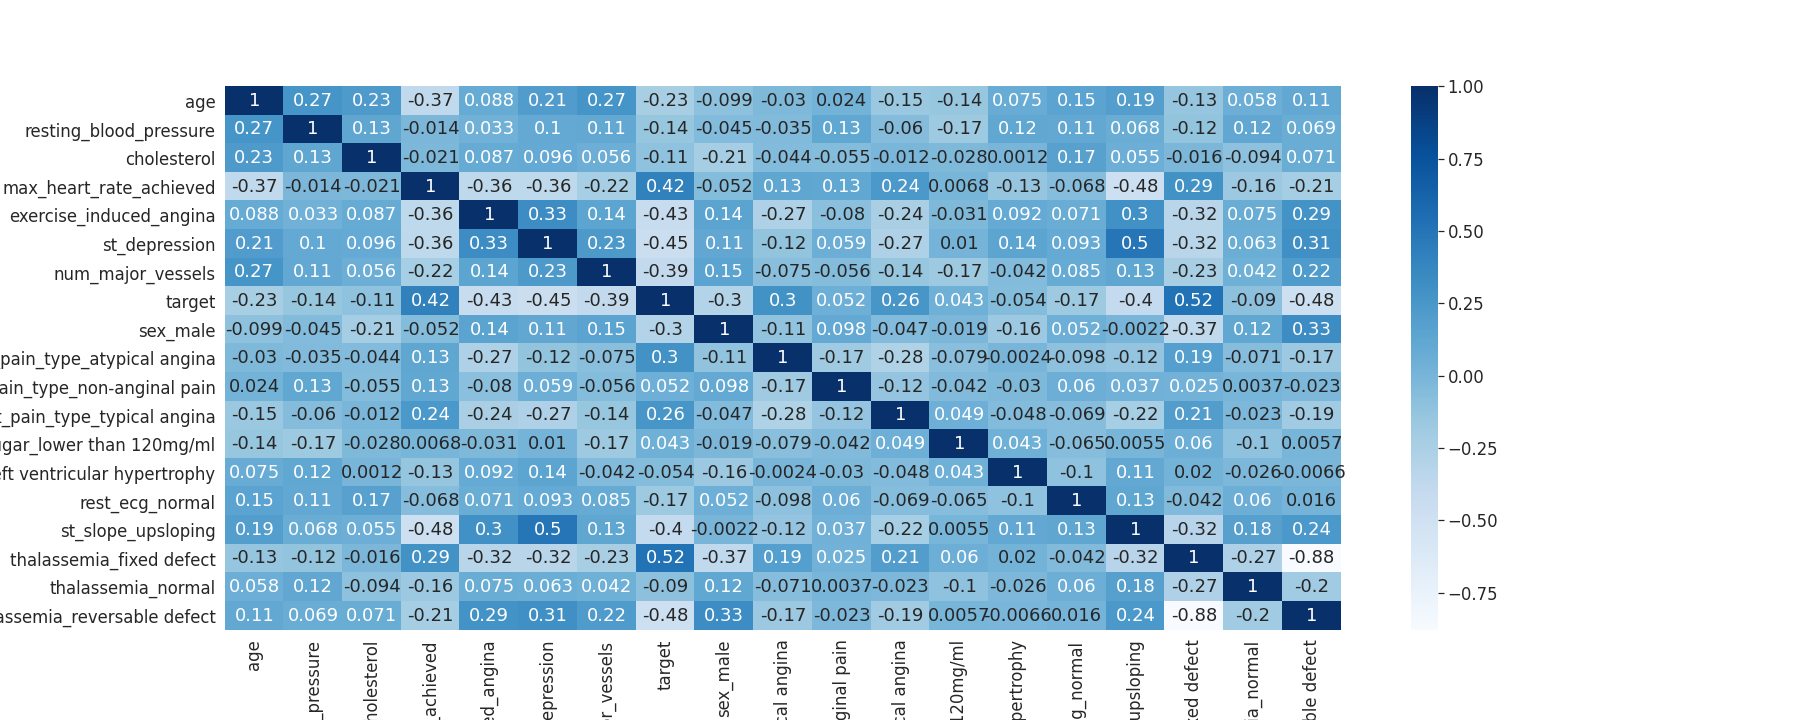 age 1 0.27 0.23 -0.37 0.088 0.21 0.27 -0.23 -0.099 -0.03 0.024 -0.15 -0.14 0.075 0.15 0.19 -0.13 0.058 0.11 1.00
resting_blood_pressure 0.27 1 0.13 -0.014 0.033 0.1 0.11 -0.14 -0.045 -0.035 0.13 -0.06 -0.17 0.12 0.11 0.068 -0.12 0.12 0.069
cholesterol 0.23 0.13 1 -0.021 0.087 0.096 0.056 -0.11 -0.21 -0.044 -0.055 -0.012 -0.028 0.0012 0.17 0.055 -0.016 -0.094 0.071 0.75
max_heart_rate_achieved -0.37 -0.014 -0.021 1 -0.36 -0.36 -0.22 0.42 -0.052 0.13 0.13 0.24 0.0068 -0.13 -0.068 -0.48 0.29 -0.16 -0.21
exercise_induced_angina 0.088 0.033 0.087 -0.36 1 0.33 0.14 -0.43 0.14 -0.27 -0.08 -0.24 -0.031 0.092 0.071 0.3 -0.32 0.075 0.29 0.50
st_depression 0.21 0.1 0.096 -0.36 0.33 1 0.23 -0.45 0.11 -0.12 0.059 -0.27 0.01 0.14 0.093 0.5 -0.32 0.063 0.31
num_major_vessels 0.27 0.11 0.056 -0.22 0.14 0.23 1 -0.39 0.15 -0.075 -0.056 -0.14 -0.17 -0.042 0.085 0.13 -0.23 0.042 0.22
target -0.23 -0.14 -0.11 0.42 -0.43 -0.45 -0.39 1 -0.3 0.3 0.052 0.26 0.043 -0.054 -0.17 -0.4 0.52 -0.09 -0.48 0.25
sex_male -0.099 -0.045 -0.21 -0.052 0.14 0.11 0.15 -0.3 1 -0.11 0.098 -0.047 -0.019 -0.16 0.052 -0.0022 -0.37 0.12 0.33
pain_type_atypical angina -0.03 -0.035 -0.044 0.13 -0.27 -0.12 -0.075 0.3 -0.11 1 -0.17 -0.28 -0.079 -0.0024 -0.098 -0.12 0.19 -0.071 -0.17
ain_type_non-anginal pain 0.024 0.13 -0.055 0.13 -0.08 0.059 -0.056 0.052 0.098 -0.17 1 -0.12 -0.042 -0.03 0.06 0.037 0.025 0.0037 -0.023 0.00
t_pain_type_typical angina -0.15 -0.06 -0.012 0.24 -0.24 -0.27 -0.14 0.26 -0.047 -0.28 -0.12 1 0.049 -0.048 -0.069 -0.22 0.21 -0.023 -0.19
ugar_lower than 120mg/ml -0.14 -0.17 -0.028 0.0068 -0.031 0.01 -0.17 0.043 -0.019 -0.079 -0.042 0.049 1 0.043 -0.065 0.0055 0.06 -0.1 0.0057 −0.25
eft ventricular hypertrophy 0.075 0.12 0.0012 -0.13 0.092 0.14 -0.042 -0.054 -0.16 -0.0024 -0.03 -0.048 0.043 1 -0.1 0.11 0.02 -0.026 -0.0066
rest_ecg_normal 0.15 0.11 0.17 -0.068 0.071 0.093 0.085 -0.17 0.052 -0.098 0.06 -0.069 -0.065 -0.1 1 0.13 -0.042 0.06 0.016
st_slope_upsloping 0.19 0.068 0.055 -0.48 0.3 0.5 0.13 -0.4 -0.0022 -0.12 0.037 -0.22 0.0055 0.11 0.13 1 -0.32 0.18 0.24 −0.50
thalassemia_fixed defect -0.13 -0.12 -0.016 0.29 -0.32 -0.32 -0.23 0.52 -0.37 0.19 0.025 0.21 0.06 0.02 -0.042 -0.32 1 -0.27 -0.88
thalassemia_normal 0.058 0.12 -0.094 -0.16 0.075 0.063 0.042 -0.09 0.12 -0.071 0.0037 -0.023 -0.1 -0.026 0.06 0.18 -0.27 1 -0.2 −0.75
assemia_reversable defect 0.11 0.069 0.071 -0.21 0.29 0.31 0.22 -0.48 0.33 -0.17 -0.023 -0.19 0.0057 -0.0066 0.016 0.24 -0.88 -0.2 1
age
_pressure
holesterol
_achieved
ed_angina
epression
or_vessels
target
sex_male
cal angina
ginal pain
cal angina
120mg/ml
pertrophy
g_normal
upsloping
ked defect
ia_normal
ble defect